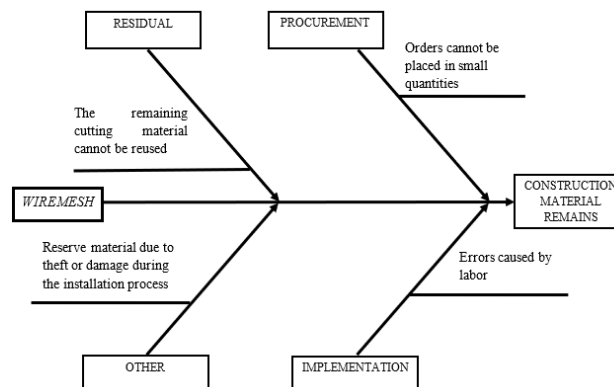 RESIDUAL
PROCUREMENT
Orders cannot be
placed in small
quantities
The remaining
cutting material
cannot be reused
WIREMESH
CONSTRUCTION
MATERIAL
REMAINS
Reserve material due to
theft or damage during
the installation process
Errors caused by
labor
OTHER
IMPLEMENTATION